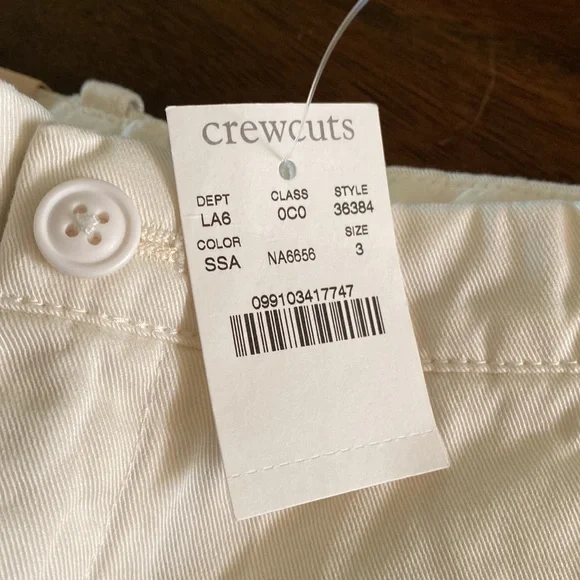 crewcuts
DEPT CLASS STYLE
LA6 0C0 36384
COLOR SIZE
SSA NA6656 3
099103417747